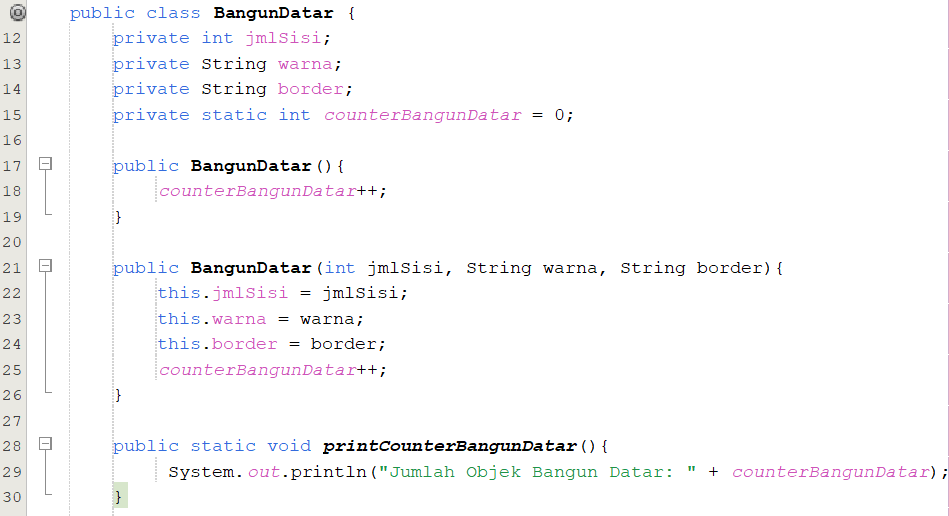 public class BangunDatar {
12 private int jmlSisi;
13 private String warna;
14 private String border;
15 private static int counterBangunDatar = 0;
16
17 public BangunDatar(){
18 counterBangunDatar++;
19 }
20
21 public BangunDatar(int jmlSisi, String warna, String border){
22 this.jmlSisi = jmlSisi;
23 this.warna = warna;
24 this.border = border;
25 counterBangunDatar++;
26 }
27
28 public static void printCounterBangunDatar(){
29 System.out.println("Jumlah Objek Bangun Datar: " + counterBangunDatar);
30 }